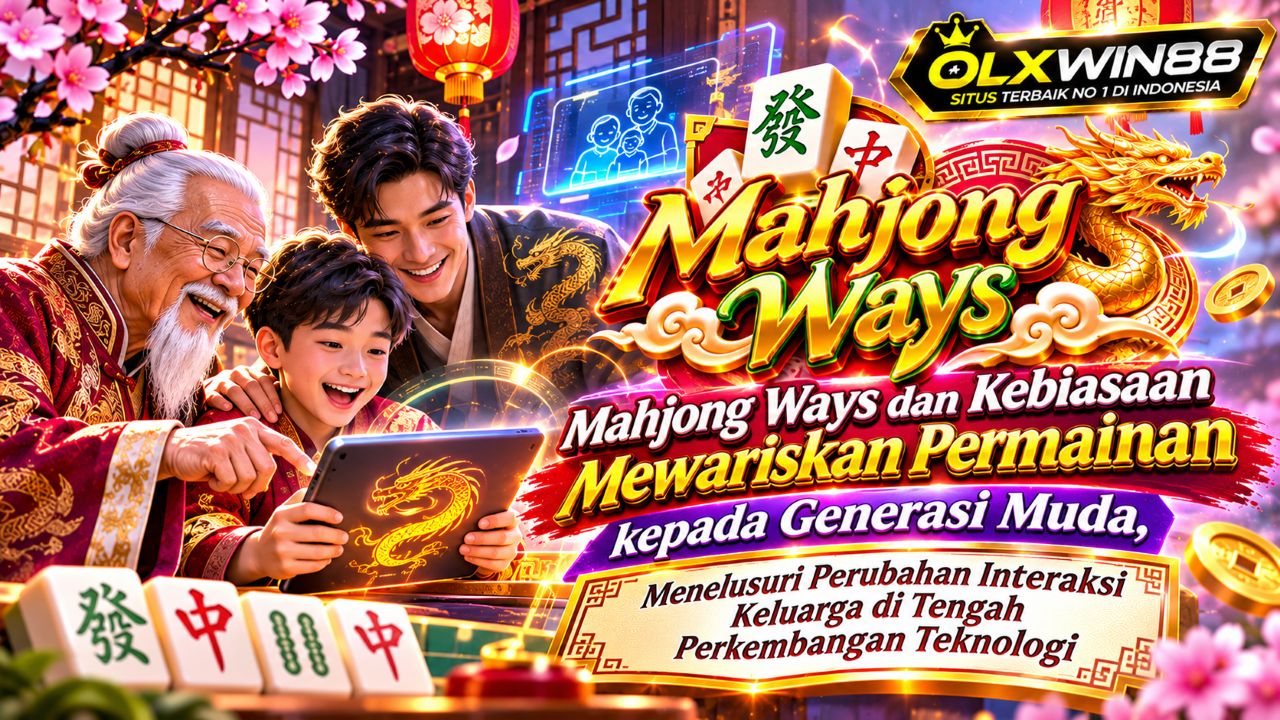 OLXWIN88
SITUS TERBAIK NO 1 DI INDONESIA
發
中
中
Mahjong
Ways
Mahjong Ways dan Kebiasaan
Mewariskan Permainan
kepada Generasi Muda,
Menelusuri Perubahan Interaksi
Keluarga di Tengah
Perkembangan Teknologi
發
中
中